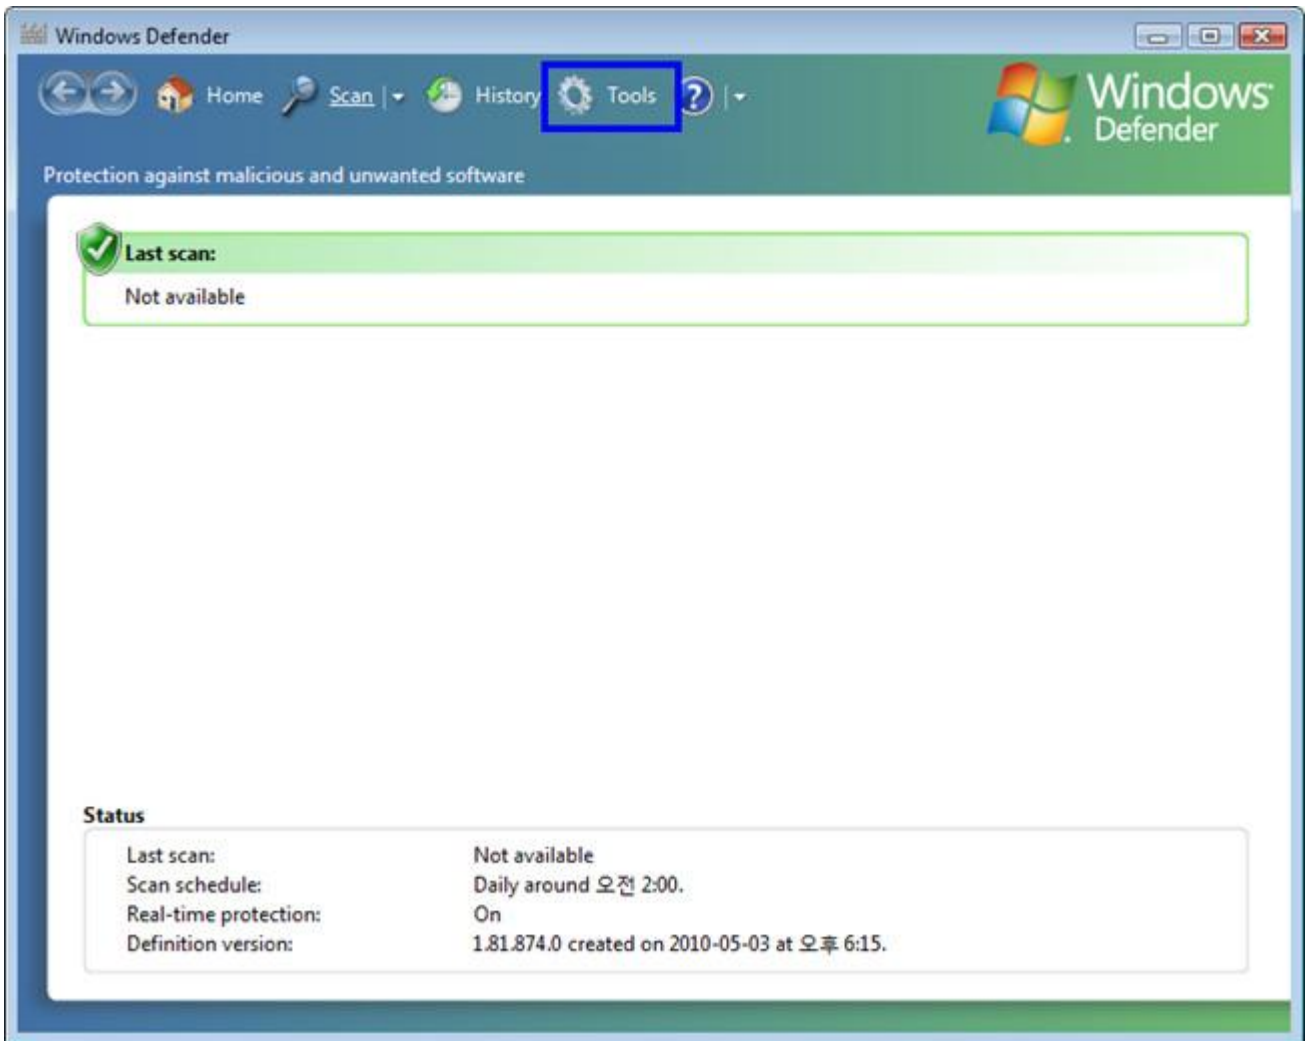 Windows Defender
Home Scan History Tools ?
Windows
Defender
Protection against malicious and unwanted software
Last scan:
Not available
Status
Last scan: Not available
Scan schedule: Daily around 오전 2:00.
Real-time protection: On
Definition version: 1.81.874.0 created on 2010-05-03 at 오후 6:15.